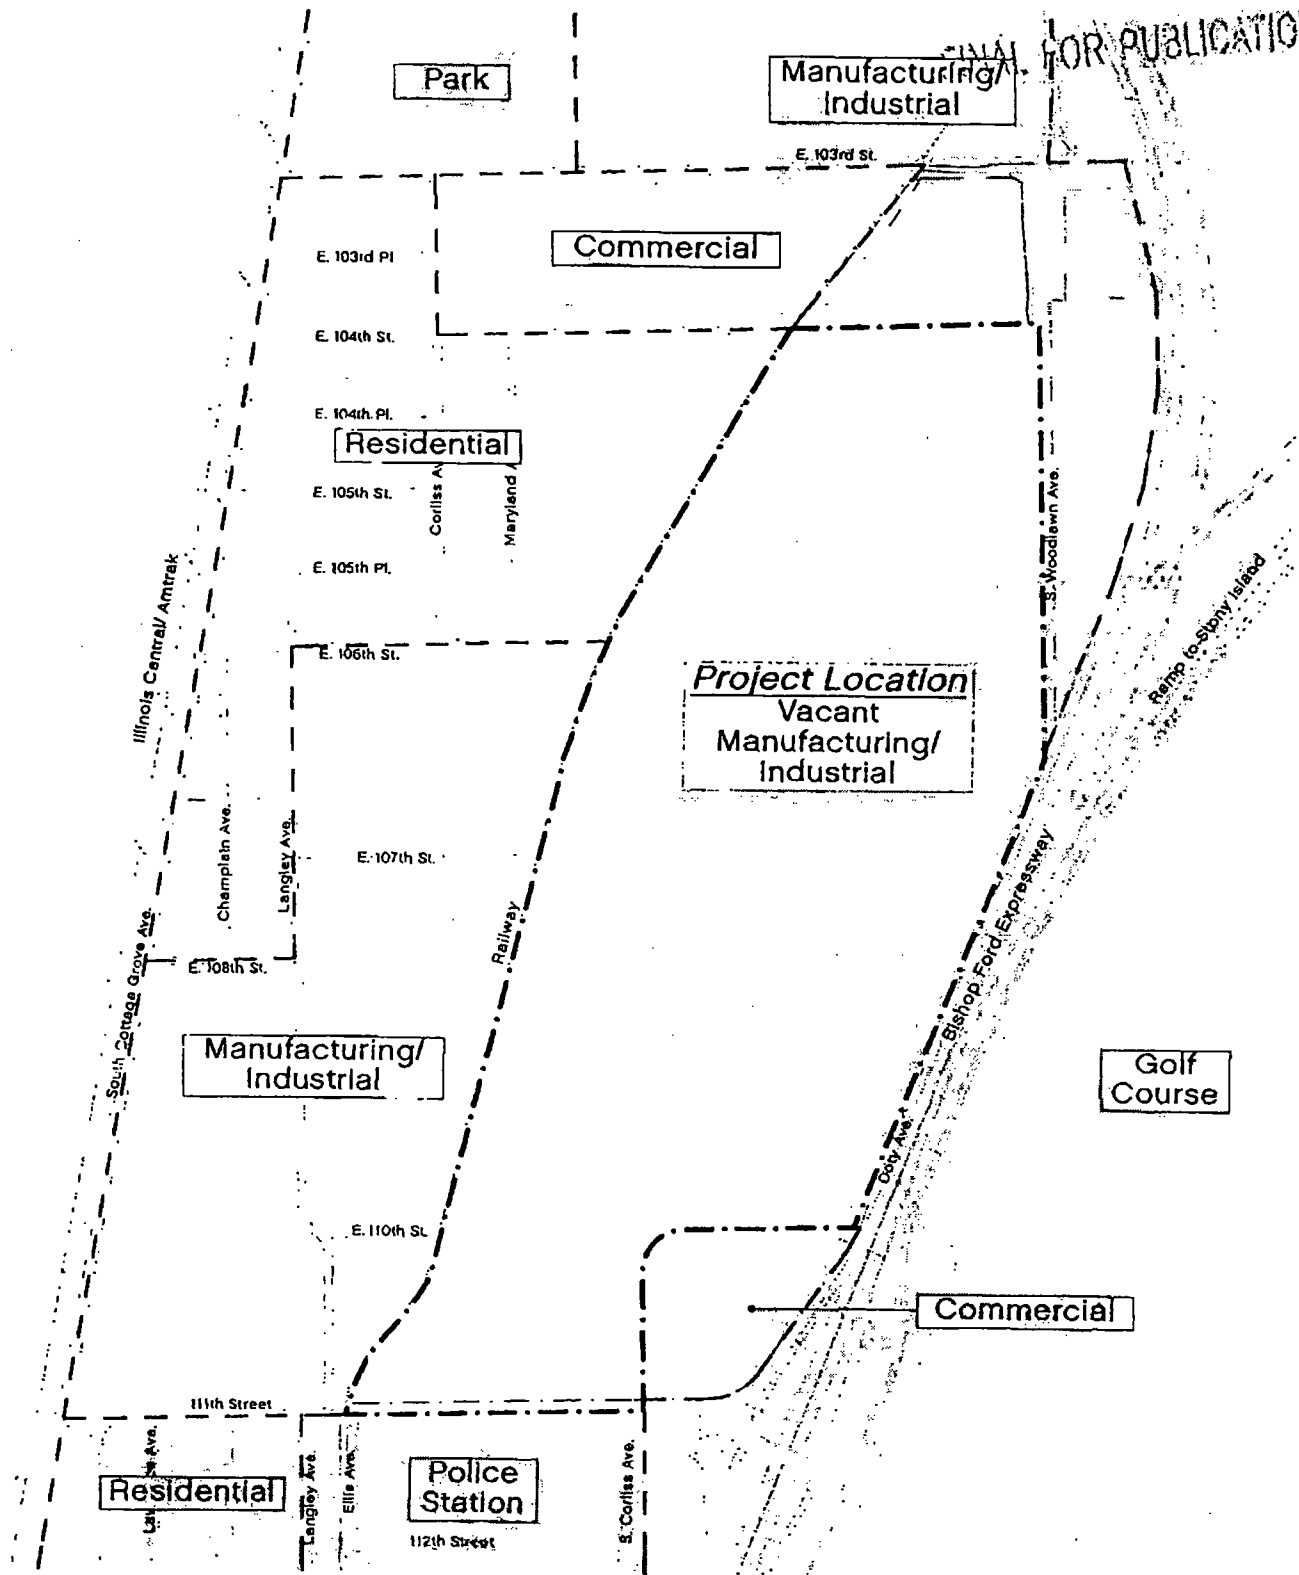 FINAL FOR PUBLICATIO
Park
Manufacturing/
Industrial
E. 103rd St.
Commercial
E. 103rd Pl
E. 104th St.
E. 104th Pl.
Residential
E. 105th St.
Corliss Av
Maryland A
E. 105th Pl.
S. Woodlawn Ave.
Illinois Central/Amtrak
Ramp to Stony Island
E. 106th St.
Project Location
Vacant
Manufacturing/
Industrial
Champlain Ave.
Langley Ave.
E. 107th St.
Railway
Bishop Ford Expressway
South Cottage Grove Ave.
E. 108th St.
Manufacturing/
Industrial
Golf
Course
Doty Ave.
E. 110th St.
Commercial
111th Street
Residential
Langley Ave.
Ellis Ave.
Police
Station
S. Corliss Ave.
112th Street